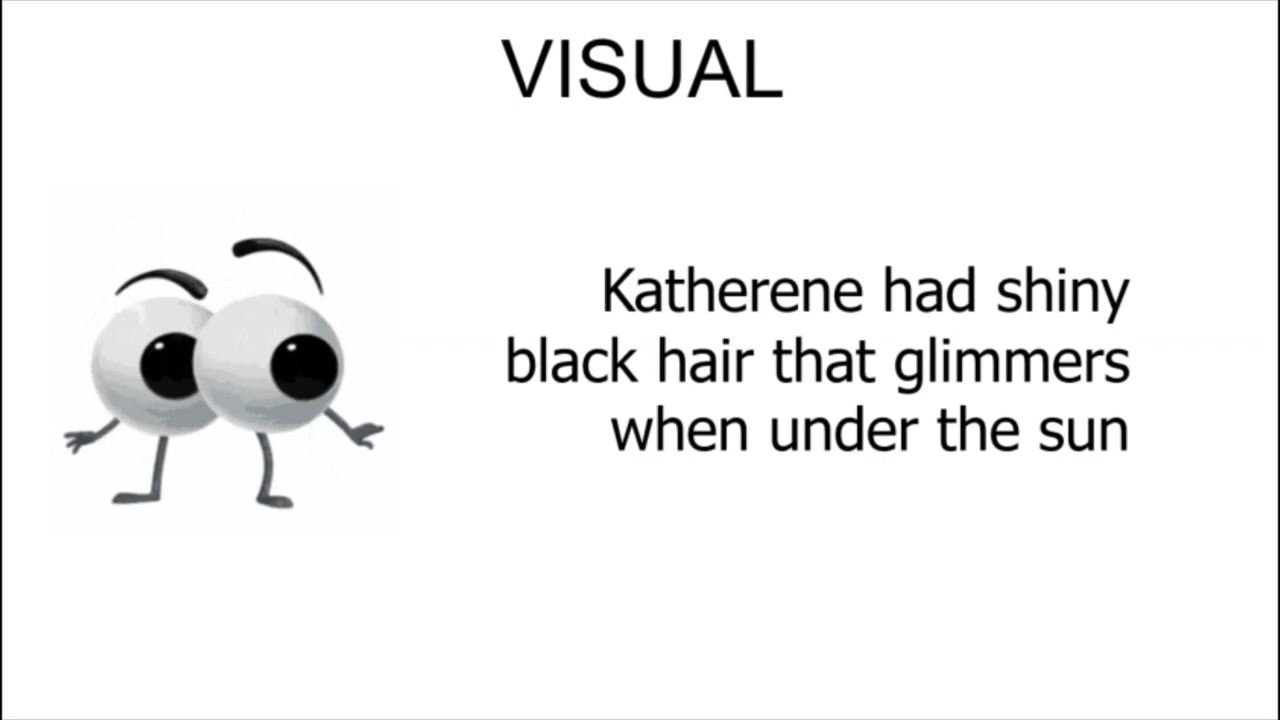 VISUAL
Katherene had shiny
black hair that glimmers
when under the sun